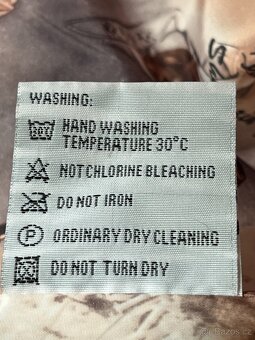 WASHING:
HAND WASHING
TEMPERATURE 30°C
NOT CHLORINE BLEACHING
DO NOT IRON
P ORDINARY DRY CLEANING
DO NOT TURN DRY